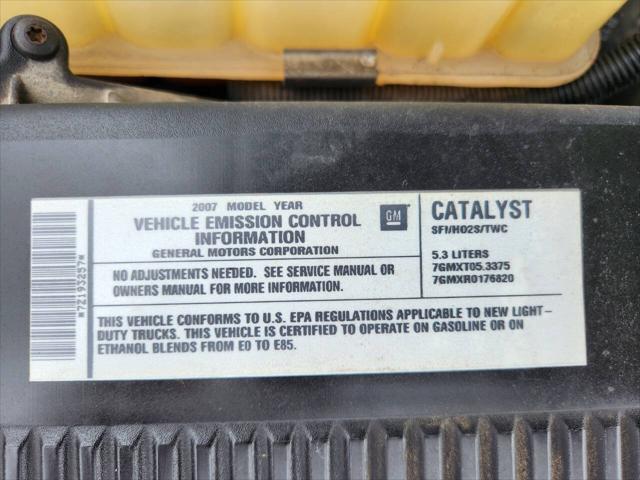 2007 MODEL YEAR
VEHICLE EMISSION CONTROL
INFORMATION
GENERAL MOTORS CORPORATION
GM
CATALYST
SFI/HO2S/TWC
5.3 LITERS
7GMXT05.3375
7GMXR0176820
NO ADJUSTMENTS NEEDED. SEE SERVICE MANUAL OR
OWNERS MANUAL FOR MORE INFORMATION.
THIS VEHICLE CONFORMS TO U.S. EPA REGULATIONS APPLICABLE TO NEW LIGHT-
DUTY TRUCKS. THIS VEHICLE IS CERTIFIED TO OPERATE ON GASOLINE OR ON
ETHANOL BLENDS FROM E0 TO E85.
*7Z193257*